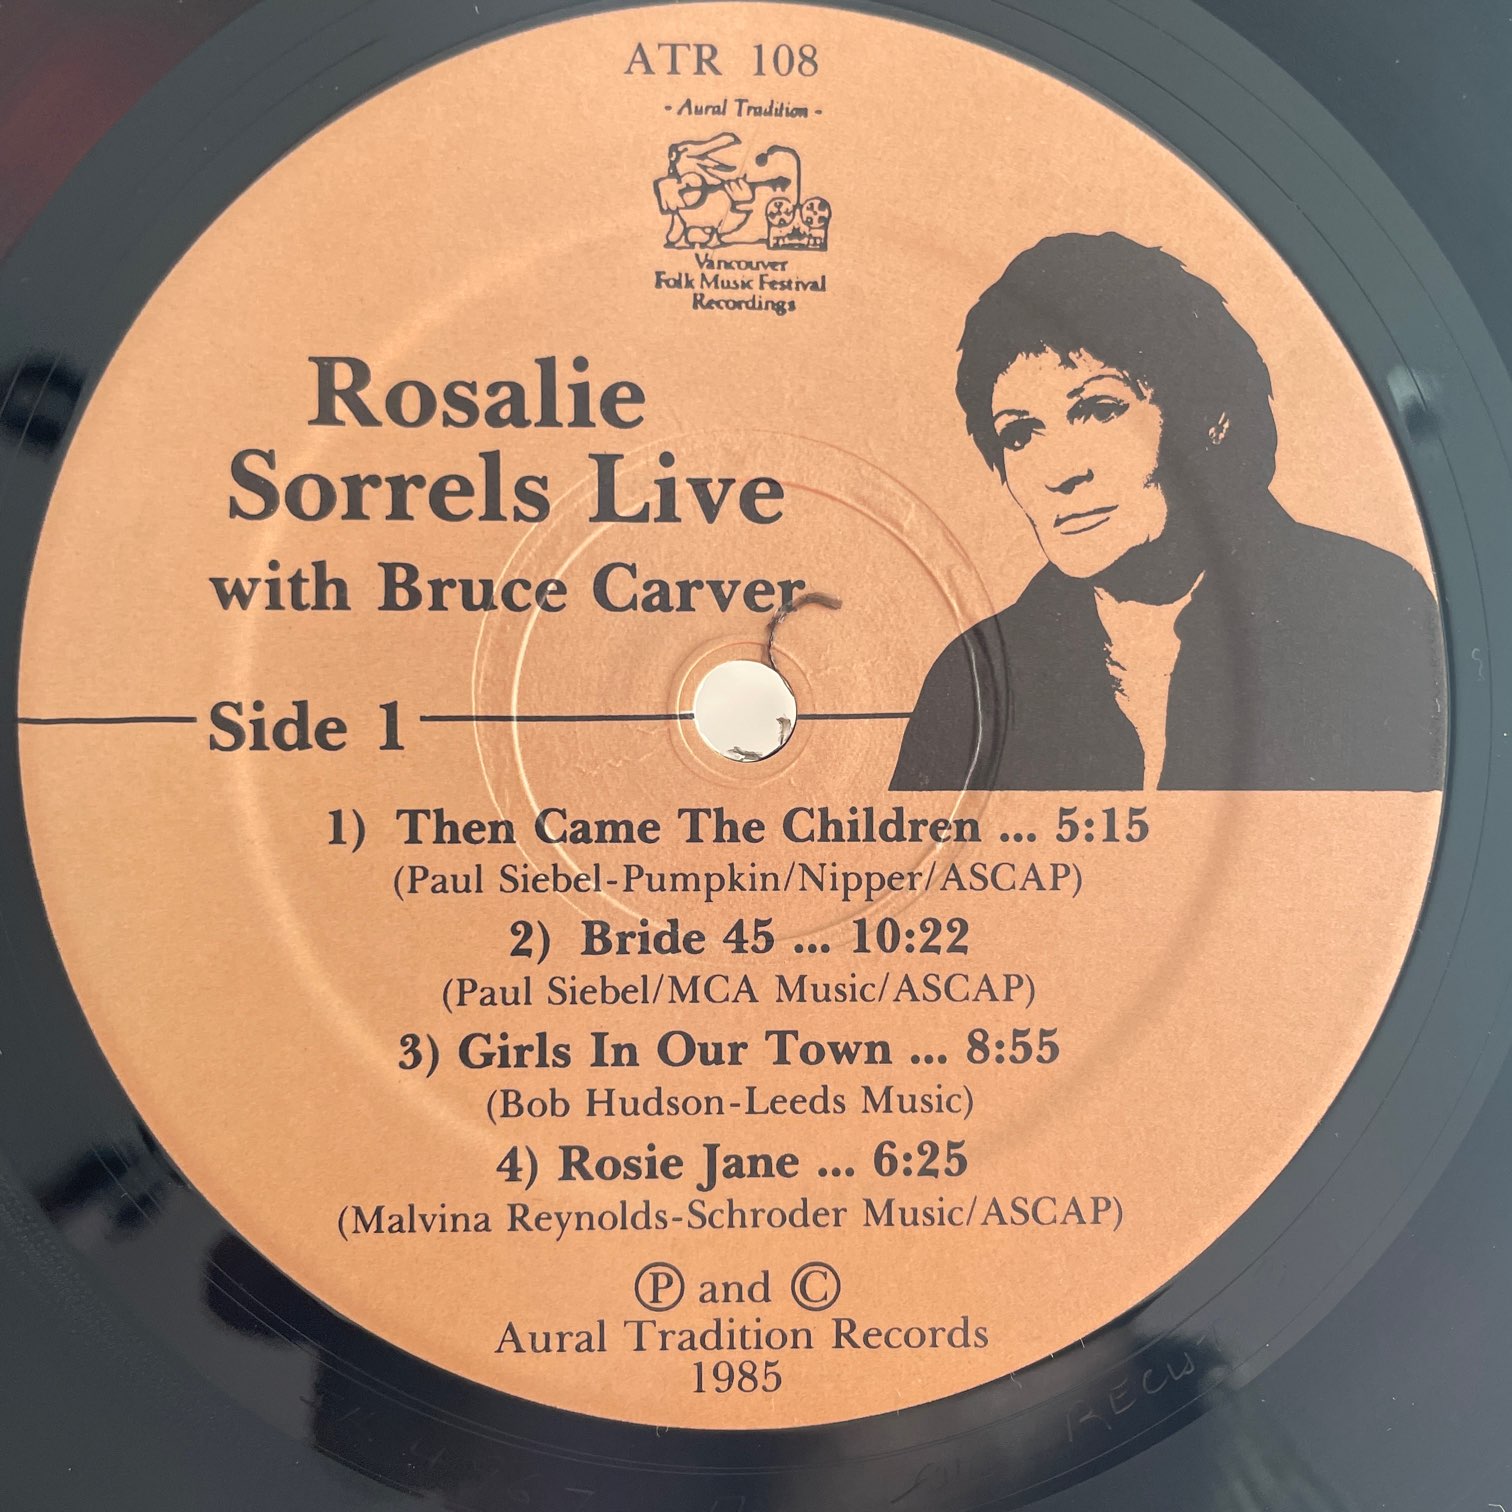 ATR 108
- Aural Tradition -
Vancouver
Folk Music Festival
Recordings
Rosalie
Sorrels Live
with Bruce Carver
Side 1
1) Then Came The Children ... 5:15
(Paul Siebel-Pumpkin/Nipper/ASCAP)
2) Bride 45 ... 10:22
(Paul Siebel/MCA Music/ASCAP)
3) Girls In Our Town ... 8:55
(Bob Hudson-Leeds Music)
4) Rosie Jane ... 6:25
(Malvina Reynolds-Schroder Music/ASCAP)
Ⓟ and Ⓒ
Aural Tradition Records
1985